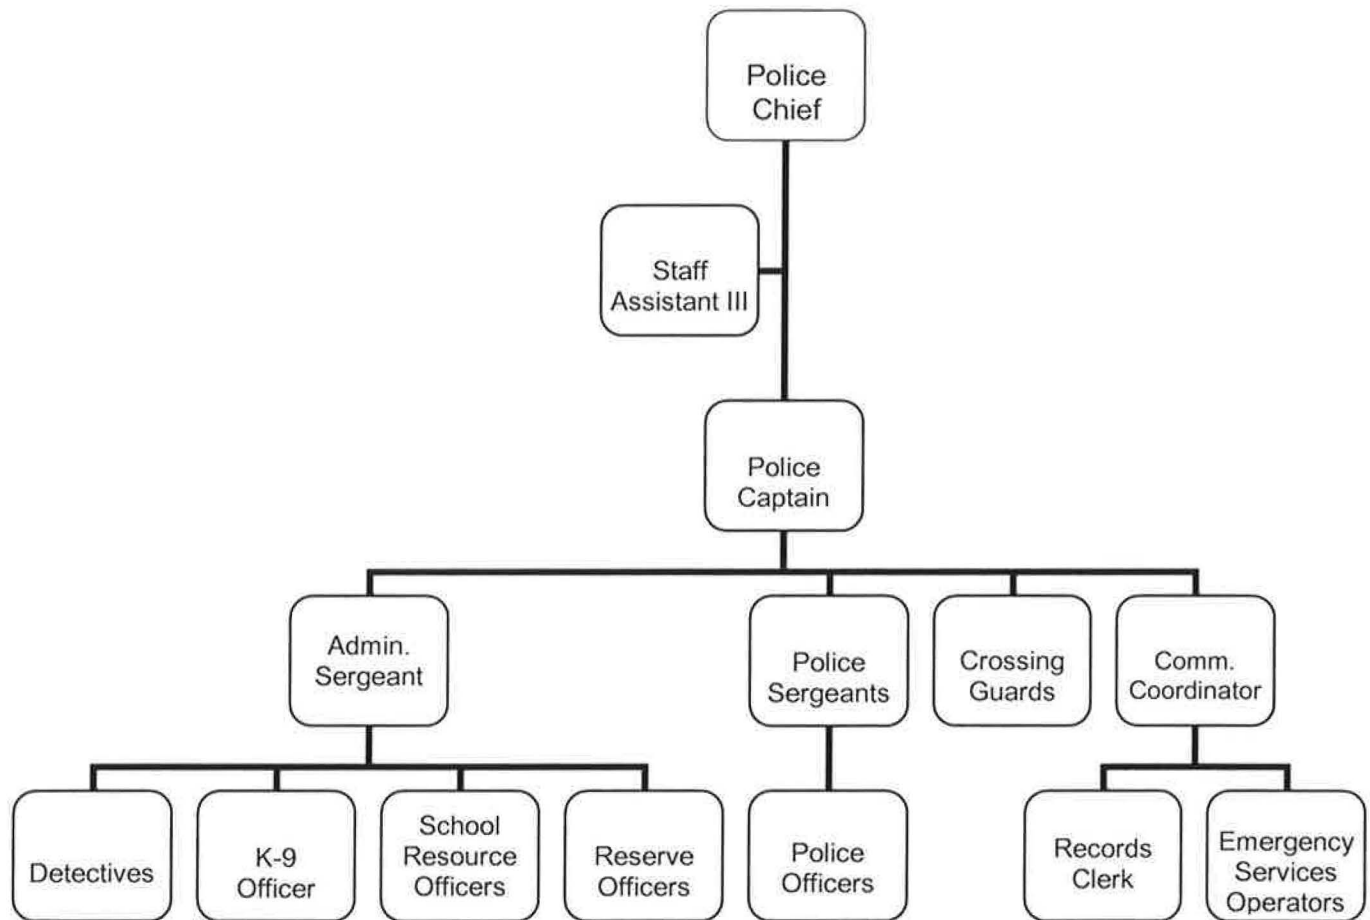 Police
Chief
Staff
Assistant III
Police
Captain
Admin.
Sergeant
Police
Sergeants
Crossing
Guards
Comm.
Coordinator
Detectives
K-9
Officer
School
Resource
Officers
Reserve
Officers
Police
Officers
Records
Clerk
Emergency
Services
Operators